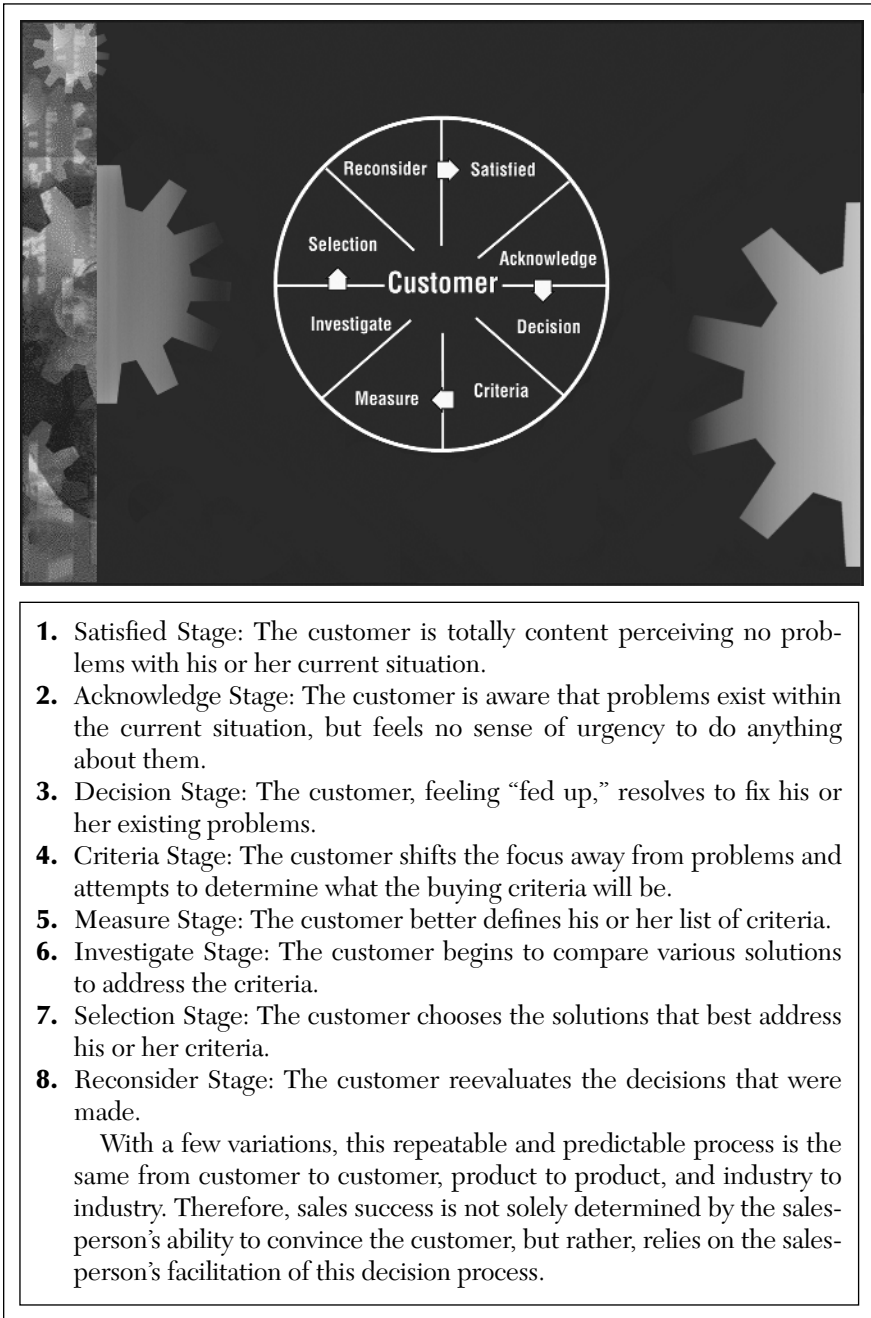 Reconsider
Satisfied
Selection
Acknowledge
Customer
Investigate
Decision
Measure
Criteria
1. Satisfied Stage: The customer is totally content perceiving no prob-
lems with his or her current situation.
2. Acknowledge Stage: The customer is aware that problems exist within
the current situation, but feels no sense of urgency to do anything
about them.
3. Decision Stage: The customer, feeling “fed up,” resolves to fix his or
her existing problems.
4. Criteria Stage: The customer shifts the focus away from problems and
attempts to determine what the buying criteria will be.
5. Measure Stage: The customer better defines his or her list of criteria.
6. Investigate Stage: The customer begins to compare various solutions
to address the criteria.
7. Selection Stage: The customer chooses the solutions that best address
his or her criteria.
8. Reconsider Stage: The customer reevaluates the decisions that were
made.
With a few variations, this repeatable and predictable process is the
same from customer to customer, product to product, and industry to
industry. Therefore, sales success is not solely determined by the sales-
person’s ability to convince the customer, but rather, relies on the sales-
person’s facilitation of this decision process.